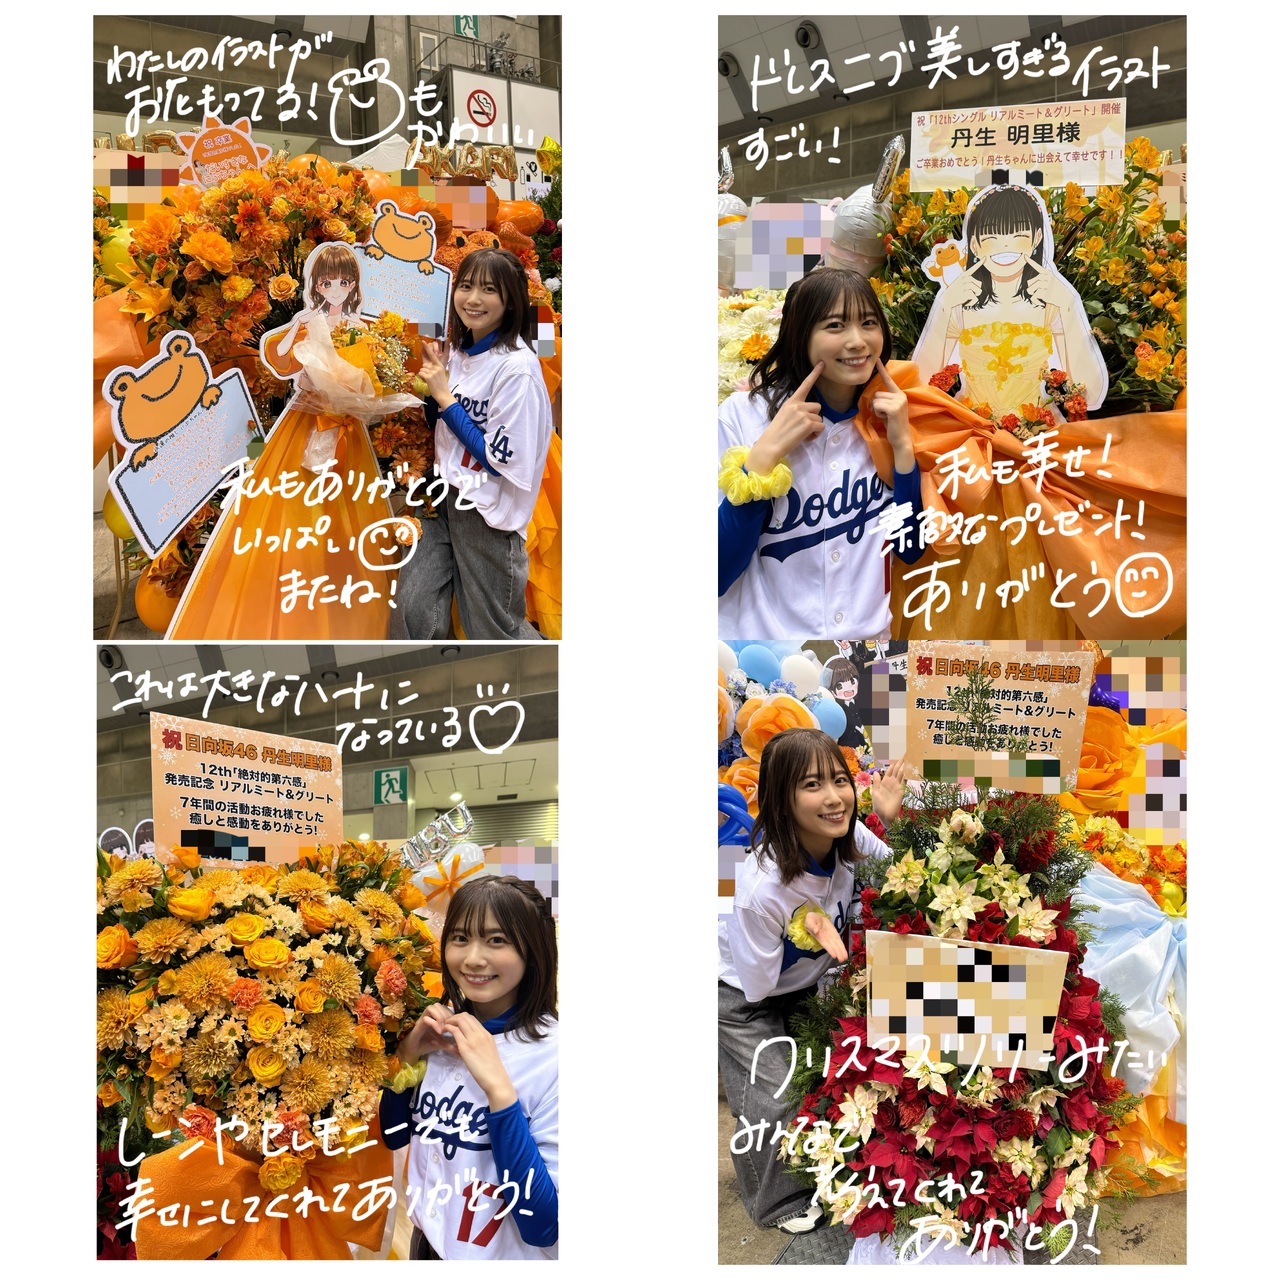 わたしのイラストが
お花もってる!
も
かわいい
祝 卒業
私もありがとうで
いっぱい
またね!
ドレスニブ美しすぎるイラスト
すごい!
祝「12thシングル リアルミート&グリート」開催
丹生 明里様
ご卒業おめでとう!丹生ちゃんに出会えて幸せです!!
Dodgers
私も幸せ!
素敵なプレゼント!
ありがとう
これは大きなハートに
なっている
祝 日向坂46 丹生明里様
12th「絶対的第六感」
発売記念 リアルミート&グリート
7年間の活動お疲れ様でした
癒しと感動をありがとう!
NIBU
Dodgers
17
レーンやセレモニーでも
幸せにしてくれてありがとう!
丹生
祝 日向坂46 丹生明里様
12th「絶対的第六感」
発売記念 リアルミート&グリート
7年間の活動お疲れ様でした
癒しと感動をありがとう!
クリスマスツリーみたい
みんなで
考えてくれて
ありがとう!